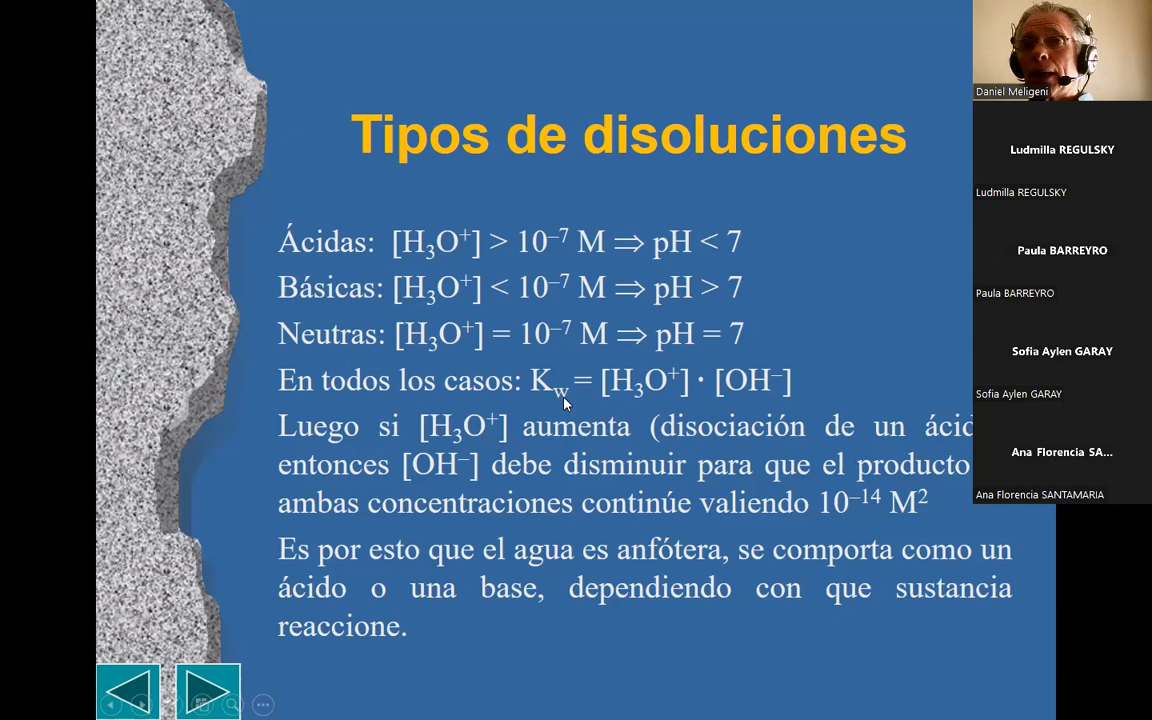 Tipos de disoluciones
Ácidas: [H₃O⁺] > 10⁻⁷ M ⇒ pH < 7
Básicas: [H₃O⁺] < 10⁻⁷ M ⇒ pH > 7
Neutras: [H₃O⁺] = 10⁻⁷ M ⇒ pH = 7
En todos los casos: K_w = [H₃O⁺] · [OH⁻]
Luego si [H₃O⁺] aumenta (disociación de un
entonces [OH⁻] debe disminuir para que el producto
ambas concentraciones continúe valiendo 10⁻¹⁴ M²
Es por esto que el agua es anfótera, se comporta como un
ácido o una base, dependiendo con que sustancia
reaccione.
Daniel Meligeni
Ludmilla REGULSKY
Ludmilla REGULSKY
Paula BARREYRO
Paula BARREYRO
Sofia Aylen GARAY
Sofia Aylen GARAY
Ana Florencia SA...
Ana Florencia SANTAMARIA